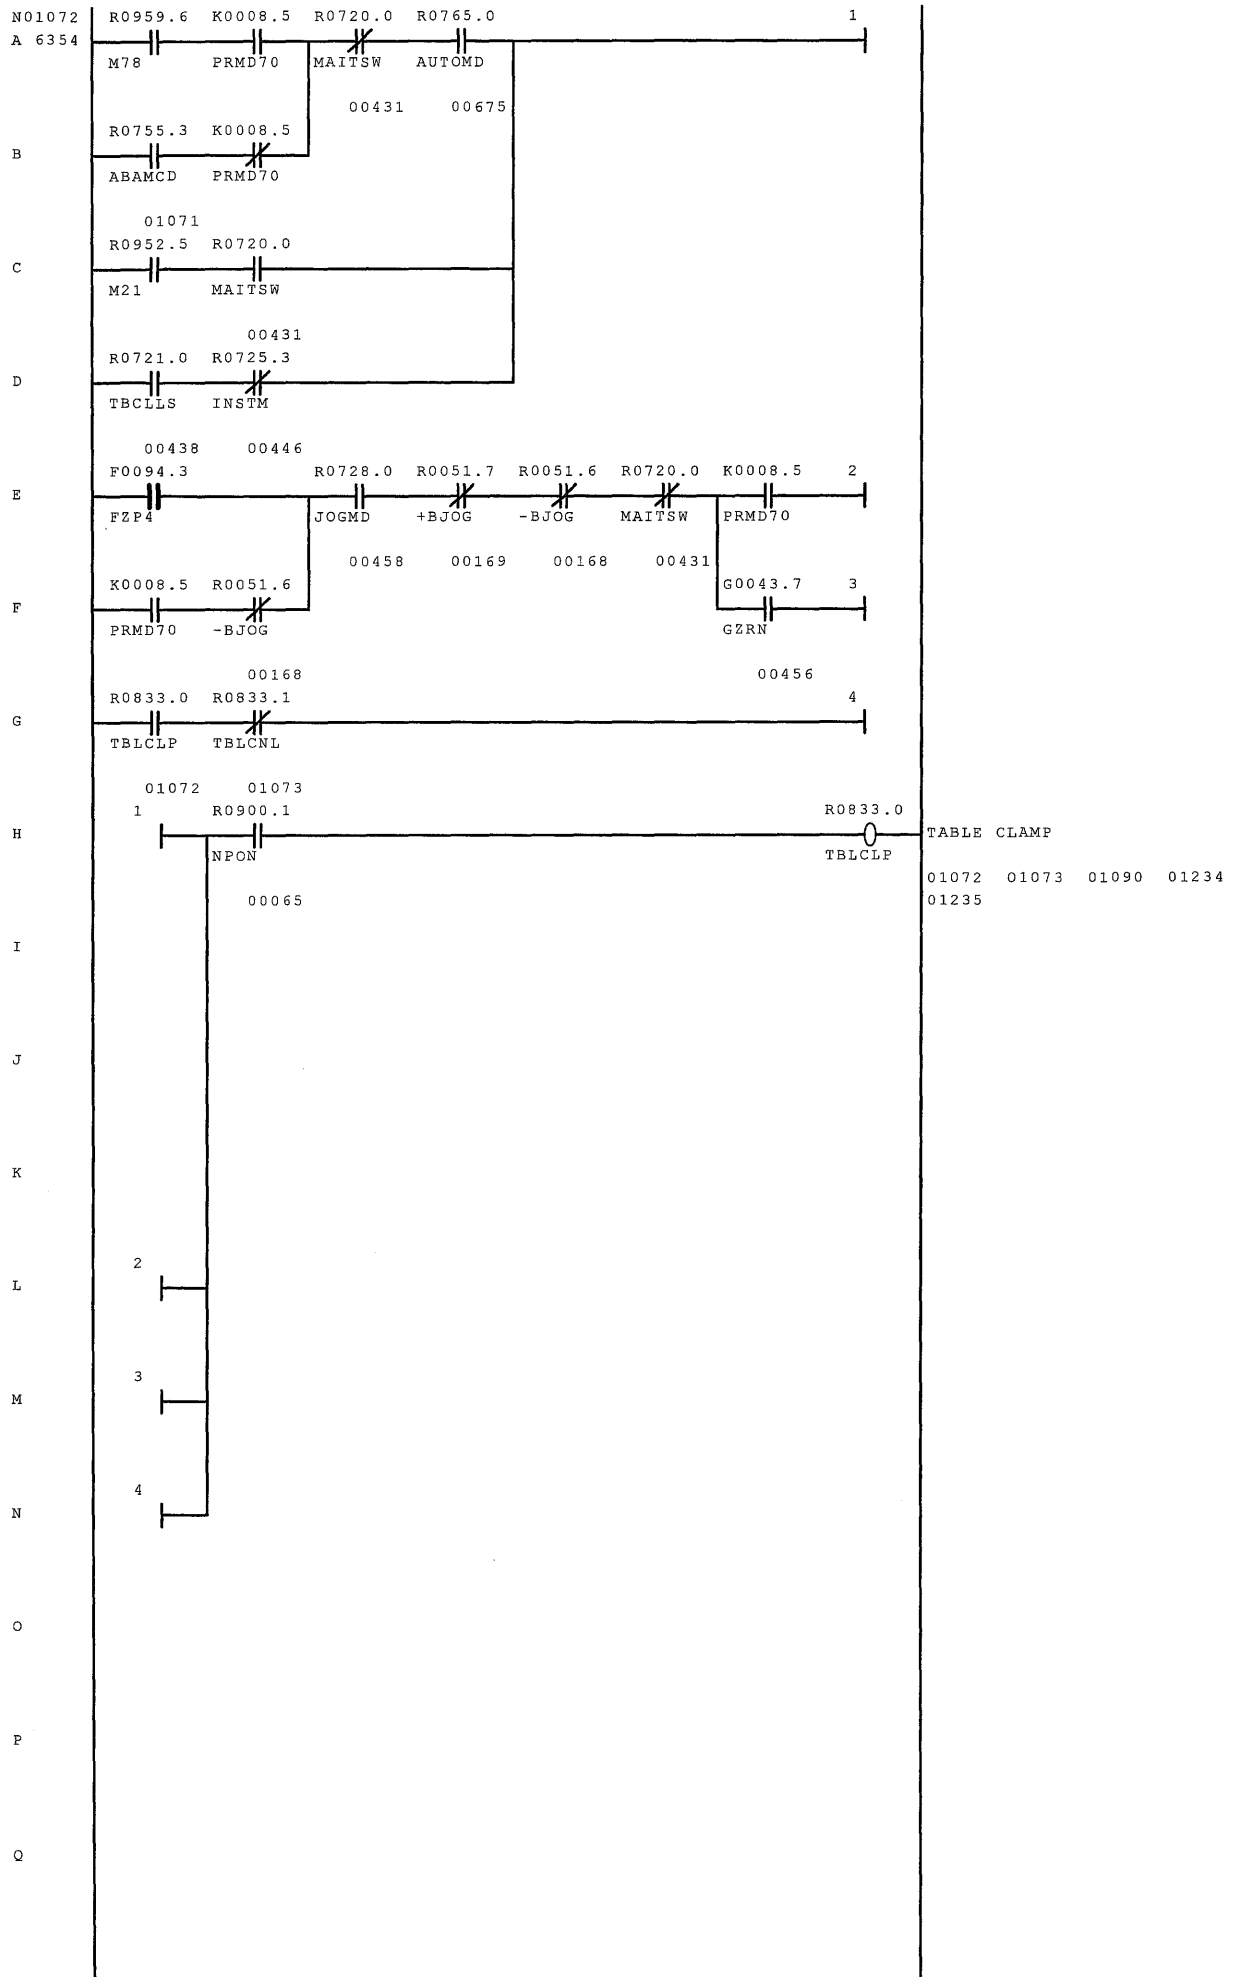 N01072 R0959.6 K0008.5 R0720.0 R0765.0 1
A 6354
M78 PRMD70 MAITSW AUTOMD
00431 00675
R0755.3 K0008.5
B
ABAMCD PRMD70
01071
R0952.5 R0720.0
C
M21 MAITSW
00431
R0721.0 R0725.3
D
TBCLLS INSTM
00438 00446
F0094.3 R0728.0 R0051.7 R0051.6 R0720.0 K0008.5 2
E
FZP4 JOGMD +BJOG -BJOG MAITSW PRMD70
00458 00169 00168 00431
K0008.5 R0051.6 G0043.7 3
F
PRMD70 -BJOG GZRN
00168 00456
R0833.0 R0833.1 4
G
TBLCLP TBLCNL
01072 01073
1 R0900.1 R0833.0
H TABLE CLAMP
NPON TBLCLP
01072 01073 01090 01234
00065 01235
I
J
K
2
L
3
M
4
N
O
P
Q